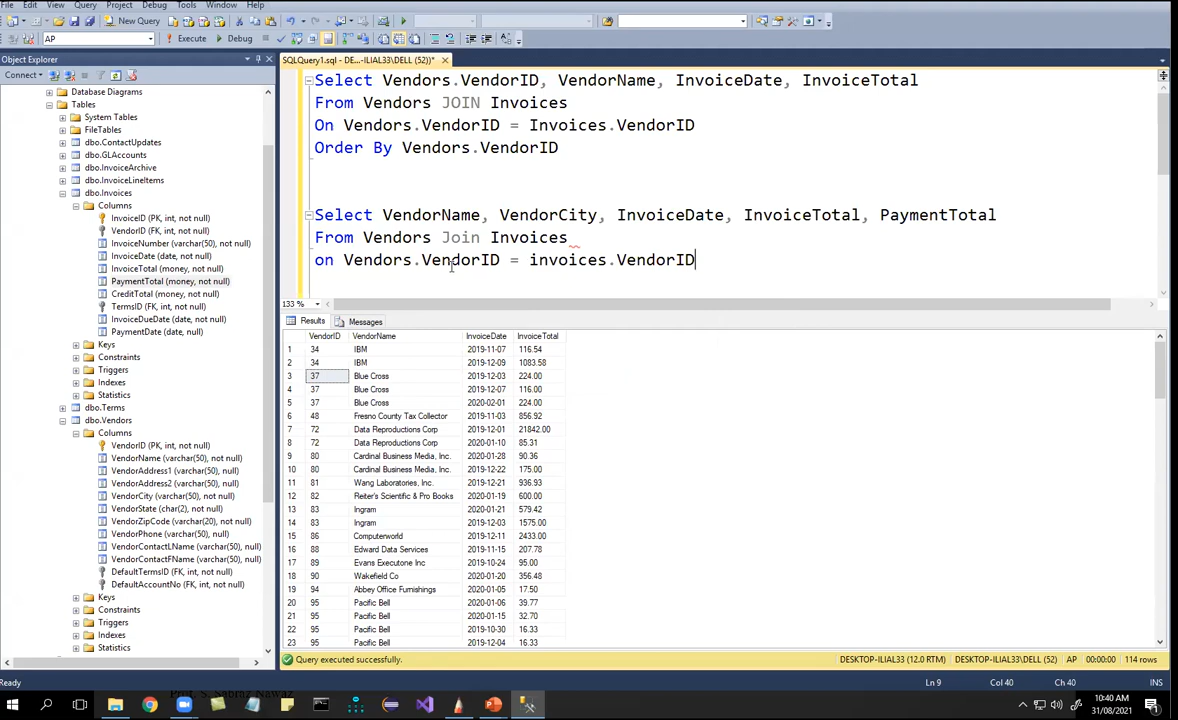 File Edit View Query Project Debug Tools Window Help
New Query
AP Execute Debug
Object Explorer
Connect
Database Diagrams
Tables
System Tables
FileTables
dbo.ContactUpdates
dbo.GLAccounts
dbo.InvoiceArchive
dbo.InvoiceLineItems
dbo.Invoices
Columns
InvoiceID (PK, int, not null)
VendorID (FK, int, not null)
InvoiceNumber (varchar(50), not null)
InvoiceDate (date, not null)
InvoiceTotal (money, not null)
PaymentTotal (money, not null)
CreditTotal (money, not null)
TermsID (FK, int, not null)
InvoiceDueDate (date, not null)
PaymentDate (date, null)
Keys
Constraints
Triggers
Indexes
Statistics
dbo.Terms
dbo.Vendors
Columns
VendorID (PK, int, not null)
VendorName (varchar(50), not null)
VendorAddress1 (varchar(50), null)
VendorAddress2 (varchar(50), null)
VendorCity (varchar(50), not null)
VendorState (char(2), not null)
VendorZipCode (varchar(20), not null)
VendorPhone (varchar(50), null)
VendorContactLName (varchar(50), null)
VendorContactFName (varchar(50), null)
DefaultTermsID (FK, int, not null)
DefaultAccountNo (FK, int, not null)
Keys
Constraints
Triggers
Indexes
Statistics
SQLQuery1.sql - DE...-ILIAL33\DELL (52))*
Select Vendors.VendorID, VendorName, InvoiceDate, InvoiceTotal
From Vendors JOIN Invoices
On Vendors.VendorID = Invoices.VendorID
Order By Vendors.VendorID
Select VendorName, VendorCity, InvoiceDate, InvoiceTotal, PaymentTotal
From Vendors Join Invoices
on Vendors.VendorID = invoices.VendorID
133 %
Results Messages
VendorID VendorName InvoiceDate InvoiceTotal
1 34 IBM 2019-11-07 116.54
2 34 IBM 2019-12-09 1083.58
3 37 Blue Cross 2019-12-03 224.00
4 37 Blue Cross 2019-12-07 116.00
5 37 Blue Cross 2020-02-01 224.00
6 48 Fresno County Tax Collector 2019-11-03 856.92
7 72 Data Reproductions Corp 2019-12-01 21842.00
8 72 Data Reproductions Corp 2020-01-10 85.31
9 80 Cardinal Business Media, Inc. 2020-01-28 90.36
10 80 Cardinal Business Media, Inc. 2019-12-22 175.00
11 81 Wang Laboratories, Inc. 2019-12-21 936.93
12 82 Reiter's Scientific & Pro Books 2020-01-19 600.00
13 83 Ingram 2020-01-21 579.42
14 83 Ingram 2019-12-03 1575.00
15 86 Computerworld 2019-12-11 2433.00
16 88 Edward Data Services 2019-11-15 207.78
17 89 Evans Executone Inc 2019-10-24 95.00
18 90 Wakefield Co 2020-01-20 356.48
19 94 Abbey Office Furnishings 2020-01-05 17.50
20 95 Pacific Bell 2020-01-06 39.77
21 95 Pacific Bell 2020-01-15 32.70
22 95 Pacific Bell 2019-10-30 16.33
23 95 Pacific Bell 2019-12-04 16.33
Query executed successfully. DESKTOP-ILIAL33 (12.0 RTM) DESKTOP-ILIAL33\DELL (52) AP 00:00:00 114 rows
Ready Ln 9 Col 40 Ch 40 INS
Prof. S. Sabraz Nawaz
10:40 AM
31/08/2021